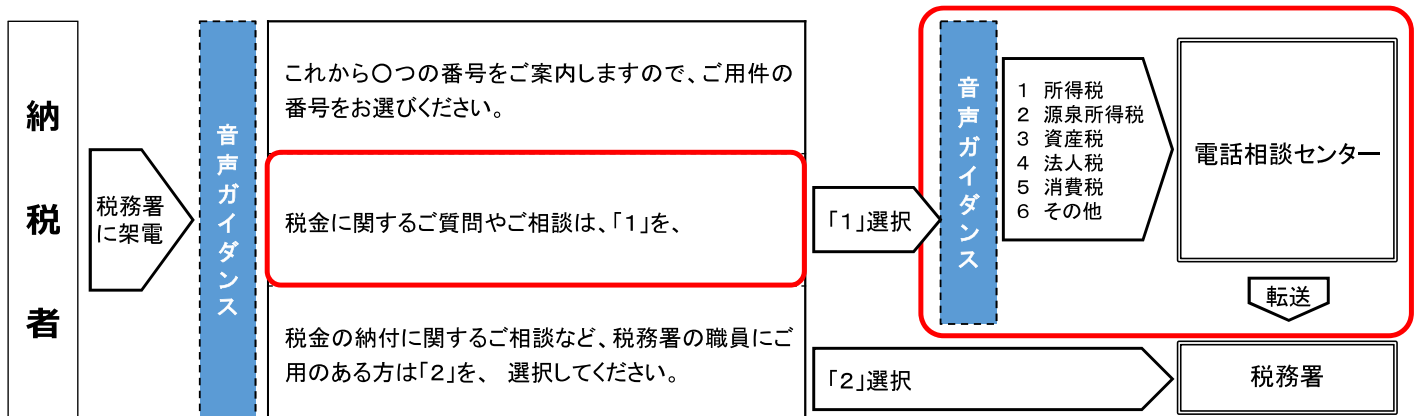 納税者
税務署
に架電
音声ガイダンス
これから〇つの番号をご案内しますので、ご用件の
番号をお選びください。
税金に関するご質問やご相談は、「１」を、
税金の納付に関するご相談など、税務署の職員にご
用のある方は「２」を、　選択してください。
「１」選択
音声ガイダンス
１　所得税
２　源泉所得税
３　資産税
４　法人税
５　消費税
６　その他
電話相談センター
転送
「２」選択
税務署